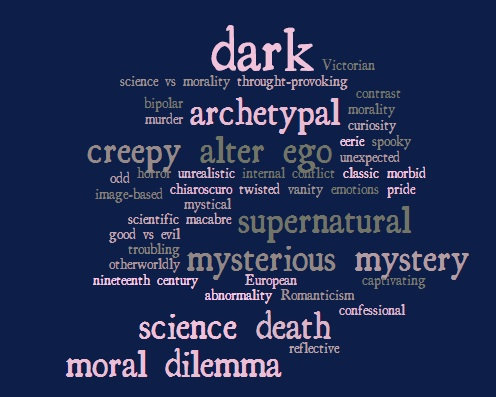 dark Victorian
science vs morality throught-provoking
contrast
bipolar archetypal morality
murder curiosity
creepy alter ego eerie spooky
unexpected
odd horror unrealistic internal conflict classic morbid
image-based chiaroscuro twisted vanity emotions pride
mystical
scientific macabre supernatural
good vs evil
troubling
otherworldly mysterious mystery
nineteenth century European captivating
abnormality Romanticism
confessional
science death
reflective
moral dilemma